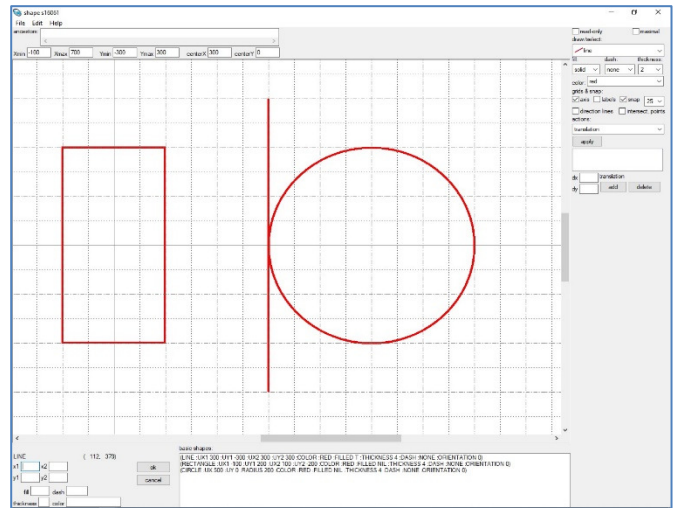 shape s16061
File Edit Help
ancestors:
Xmin -100 Xmax 700 Ymin -300 Ymax 300 centerX 300 centerY 0
read-only maximal
draw/select:
line
fill dash: thickness:
solid none 2
color: red
grids & snap:
axis labels snap 25
direction lines intersect. points
actions:
translation
apply
dx translation
dy add delete
base shapes:
LINE ( 112, 370)
x1 x2 ok
y1 y2 cancel
fill dash
thickness color
(LINE :UX1 300 :UY1 -300 :UX2 300 :UY2 300 :COLOR :RED :FILLED T :THICKNESS 4 :DASH :NONE :ORIENTATION 0)
(RECTANGLE :UX1 -100 :UY1 200 :UX2 100 :UY2 -200 :COLOR :RED :FILLED NIL :THICKNESS 4 :DASH :NONE :ORIENTATION 0)
(CIRCLE :UX 500 :UY 0 :RADIUS 200 :COLOR :RED :FILLED NIL :THICKNESS 4 :DASH :NONE :ORIENTATION 0)